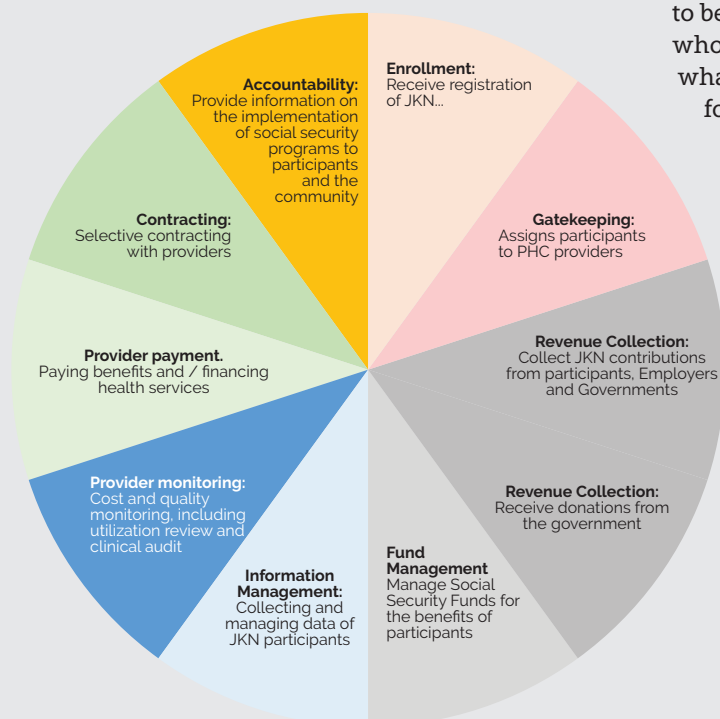 to be
who
wha
fo
Enrollment:
Receive registration
of JKN...
Gatekeeping:
Assigns participants
to PHC providers
Revenue Collection:
Collect JKN contributions
from participants, Employers
and Governments
Revenue Collection:
Receive donations from
the government
Fund
Management
Manage Social
Security Funds for
the benefits of
participants
Information
Management:
Collecting and
managing data of
JKN participants
Provider monitoring:
Cost and quality
monitoring, including
utilization review and
clinical audit
Provider payment.
Paying benefits and / financing
health services
Contracting:
Selective contracting
with providers
Accountability:
Provide information on
the implementation
of social security
programs to
participants
and the
community